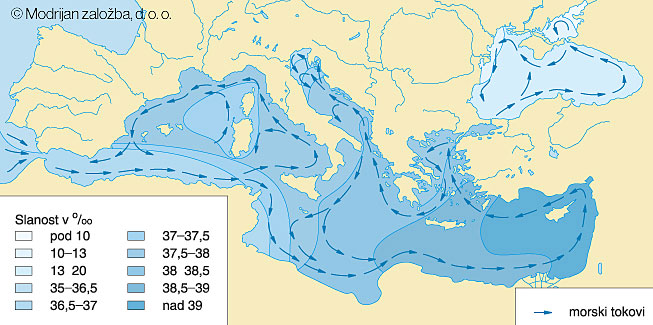 © Modrijan založba, d. o. o.
Slanost v º/₀₀
pod 10
10–13
13 20
35–36,5
36,5–37
37–37,5
37,5–38
38 38,5
38,5–39
nad 39
morski tokovi